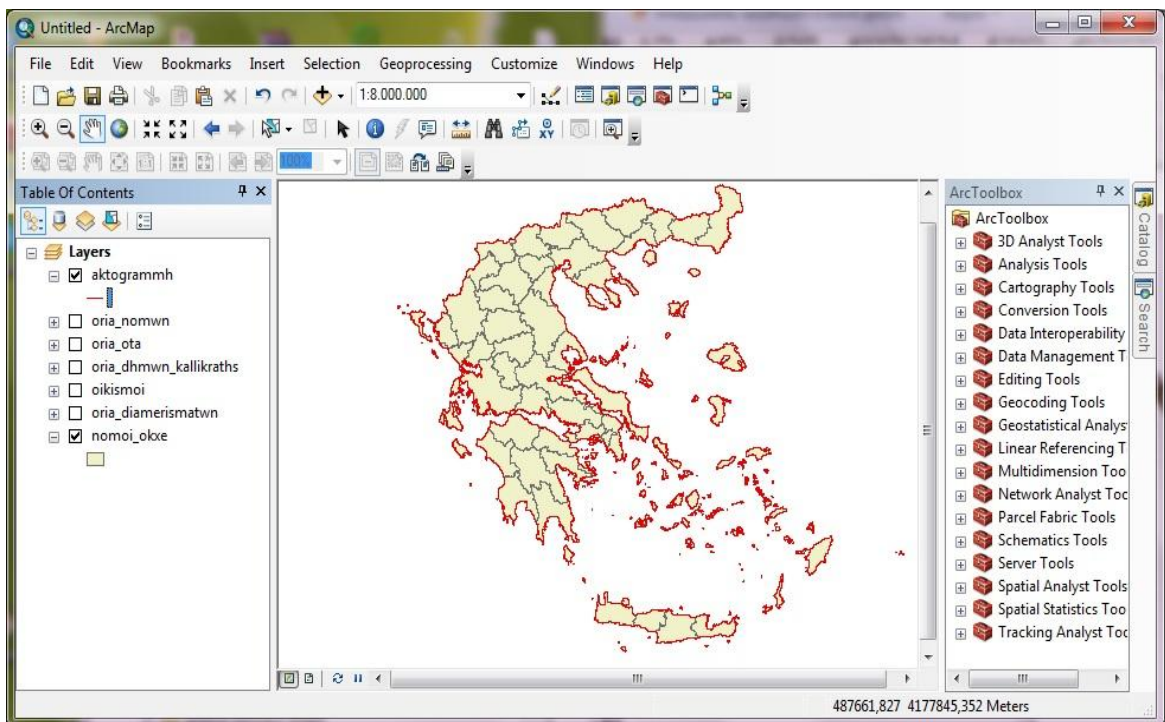 Untitled - ArcMap
File Edit View Bookmarks Insert Selection Geoprocessing Customize Windows Help
1:8.000.000
100%
Table Of Contents
Layers
aktogrammh
oria_nomwn
oria_ota
oria_dhmwn_kallikraths
oikismoi
oria_diamerismatwn
nomoi_okxe
ArcToolbox
ArcToolbox
3D Analyst Tools
Analysis Tools
Cartography Tools
Conversion Tools
Data Interoperability
Data Management T
Editing Tools
Geocoding Tools
Geostatistical Analys
Linear Referencing T
Multidimension Too
Network Analyst Toc
Parcel Fabric Tools
Schematics Tools
Server Tools
Spatial Analyst Tools
Spatial Statistics Too
Tracking Analyst Toc
Catalog
Search
487661,827 4177845,352 Meters